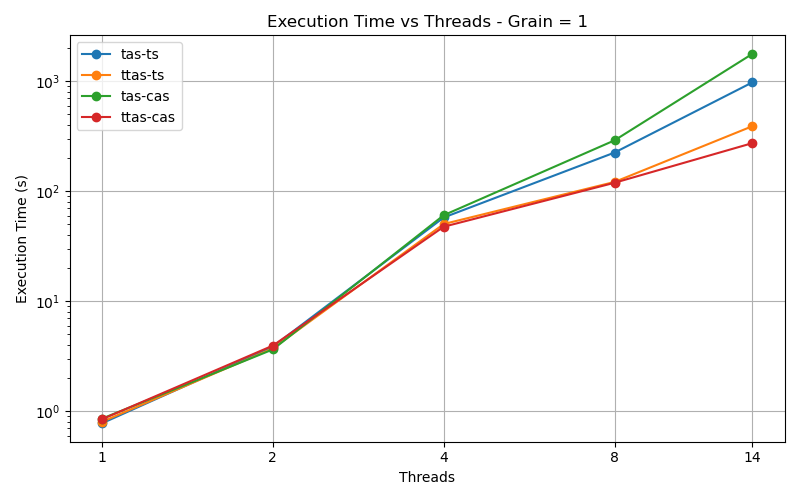 Execution Time vs Threads - Grain = 1
tas-ts
ttas-ts
tas-cas
ttas-cas
Execution Time (s)
10³
10²
10¹
10⁰
1 2 4 8 14
Threads